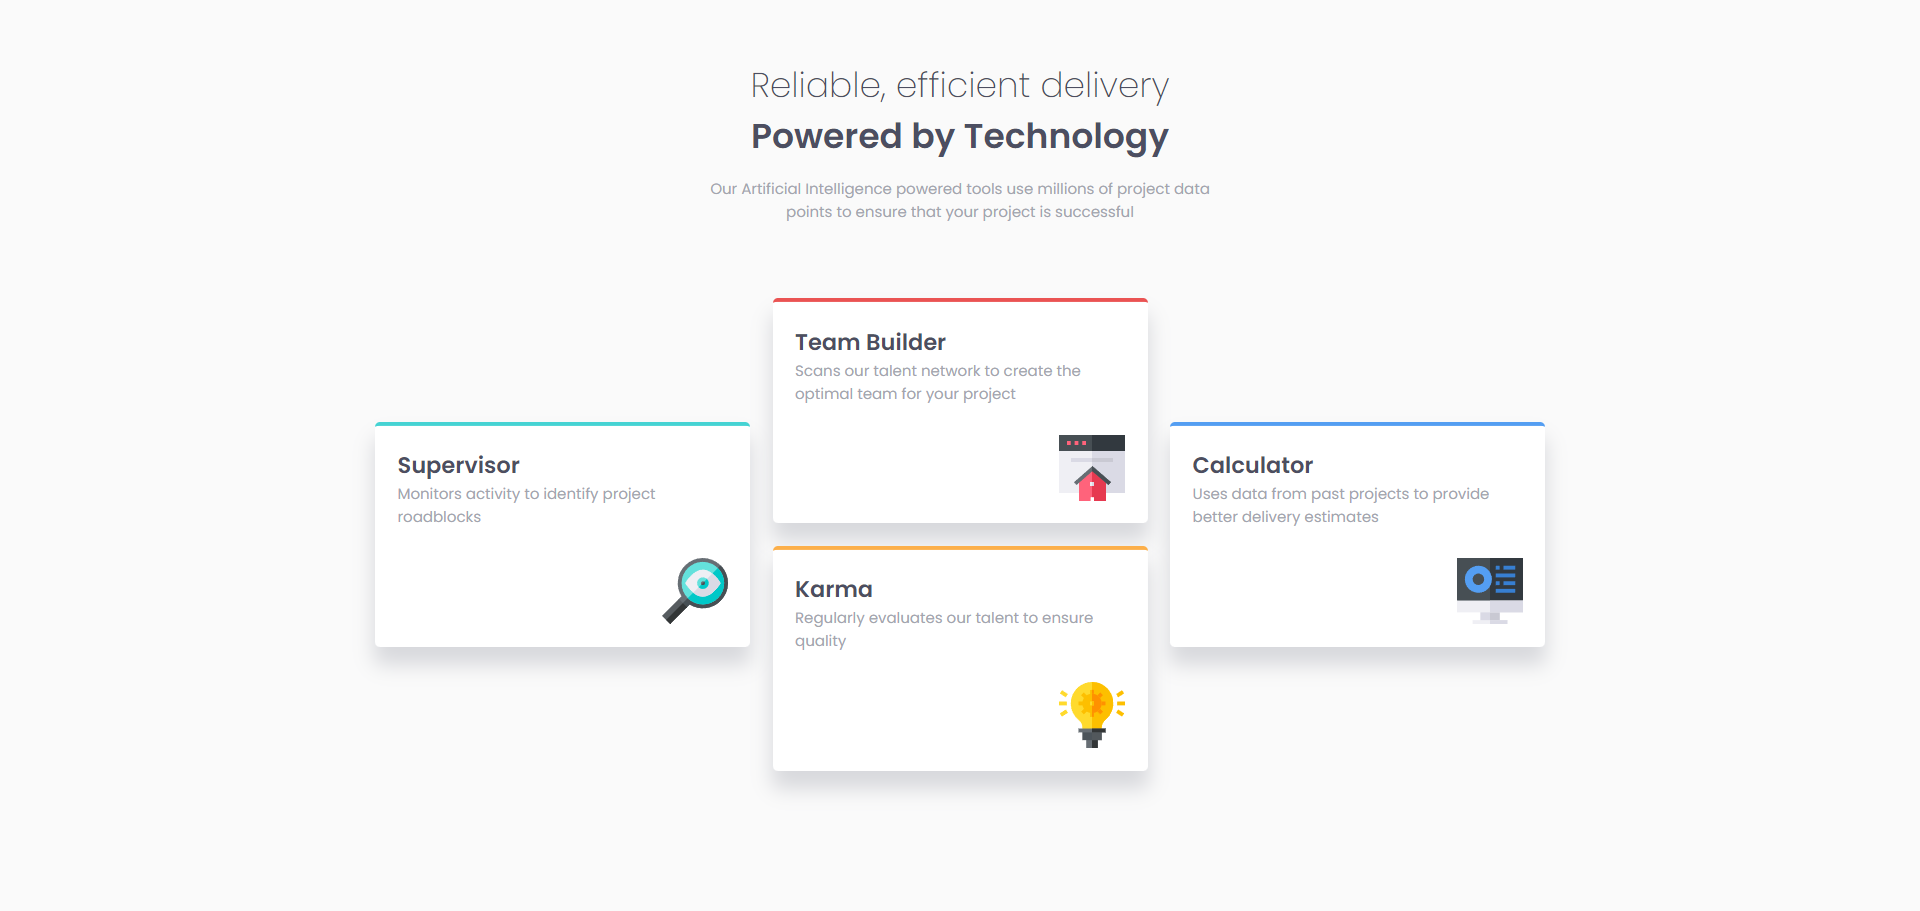 Reliable, efficient delivery
Powered by Technology
Our Artificial Intelligence powered tools use millions of project data
points to ensure that your project is successful
Team Builder
Scans our talent network to create the
optimal team for your project
Supervisor
Monitors activity to identify project
roadblocks
Calculator
Uses data from past projects to provide
better delivery estimates
Karma
Regularly evaluates our talent to ensure
quality